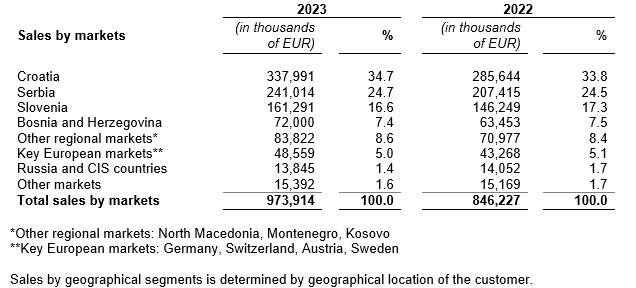 2023 2022
Sales by markets (in thousands of EUR) % (in thousands of EUR) %
Croatia 337,991 34.7 285,644 33.8
Serbia 241,014 24.7 207,415 24.5
Slovenia 161,291 16.6 146,249 17.3
Bosnia and Herzegovina 72,000 7.4 63,453 7.5
Other regional markets* 83,822 8.6 70,977 8.4
Key European markets** 48,559 5.0 43,268 5.1
Russia and CIS countries 13,845 1.4 14,052 1.7
Other markets 15,392 1.6 15,169 1.7
Total sales by markets 973,914 100.0 846,227 100.0
*Other regional markets: North Macedonia, Montenegro, Kosovo
**Key European markets: Germany, Switzerland, Austria, Sweden
Sales by geographical segments is determined by geographical location of the customer.